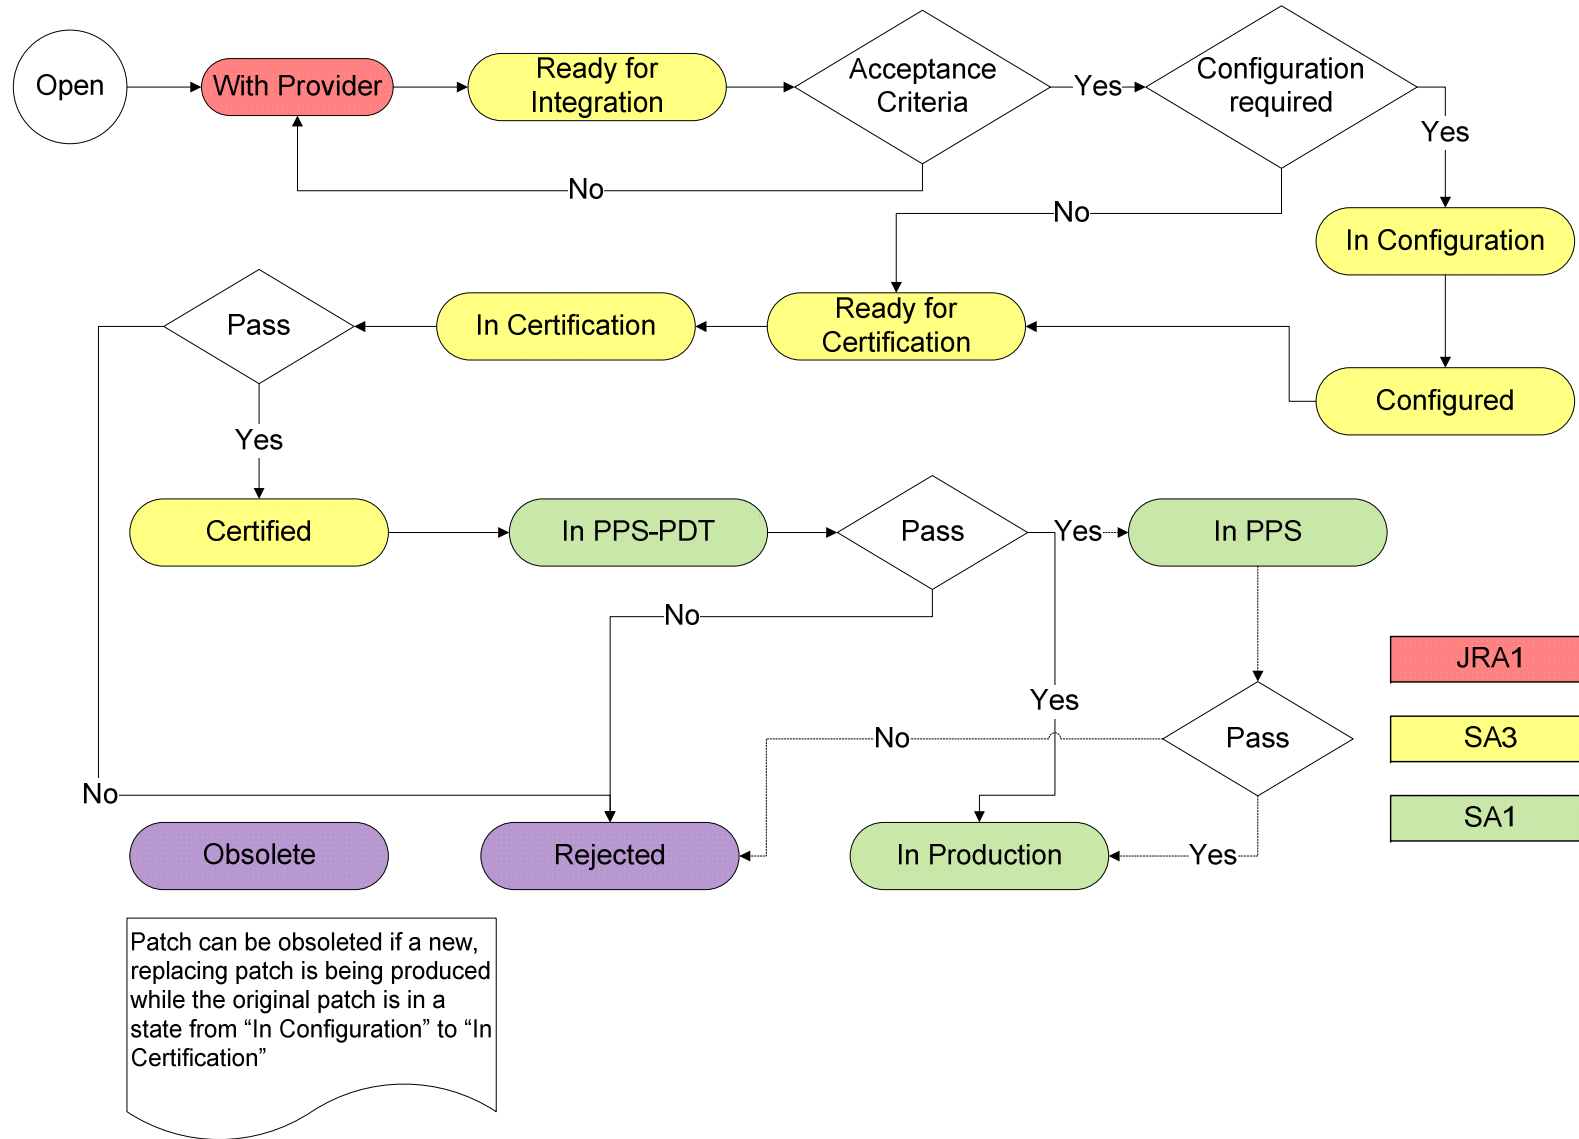 Open
With Provider
Ready for
Integration
Acceptance
Criteria
Yes
Configuration
required
Yes
No
No
In Configuration
Pass
In Certification
Ready for
Certification
Configured
Yes
Certified
In PPS-PDT
Pass
Yes
In PPS
No
Yes
JRA1
No
Pass
SA3
No
SA1
Obsolete
Rejected
In Production
Yes
Patch can be obsoleted if a new,
replacing patch is being produced
while the original patch is in a
state from “In Configuration” to “In
Certification”